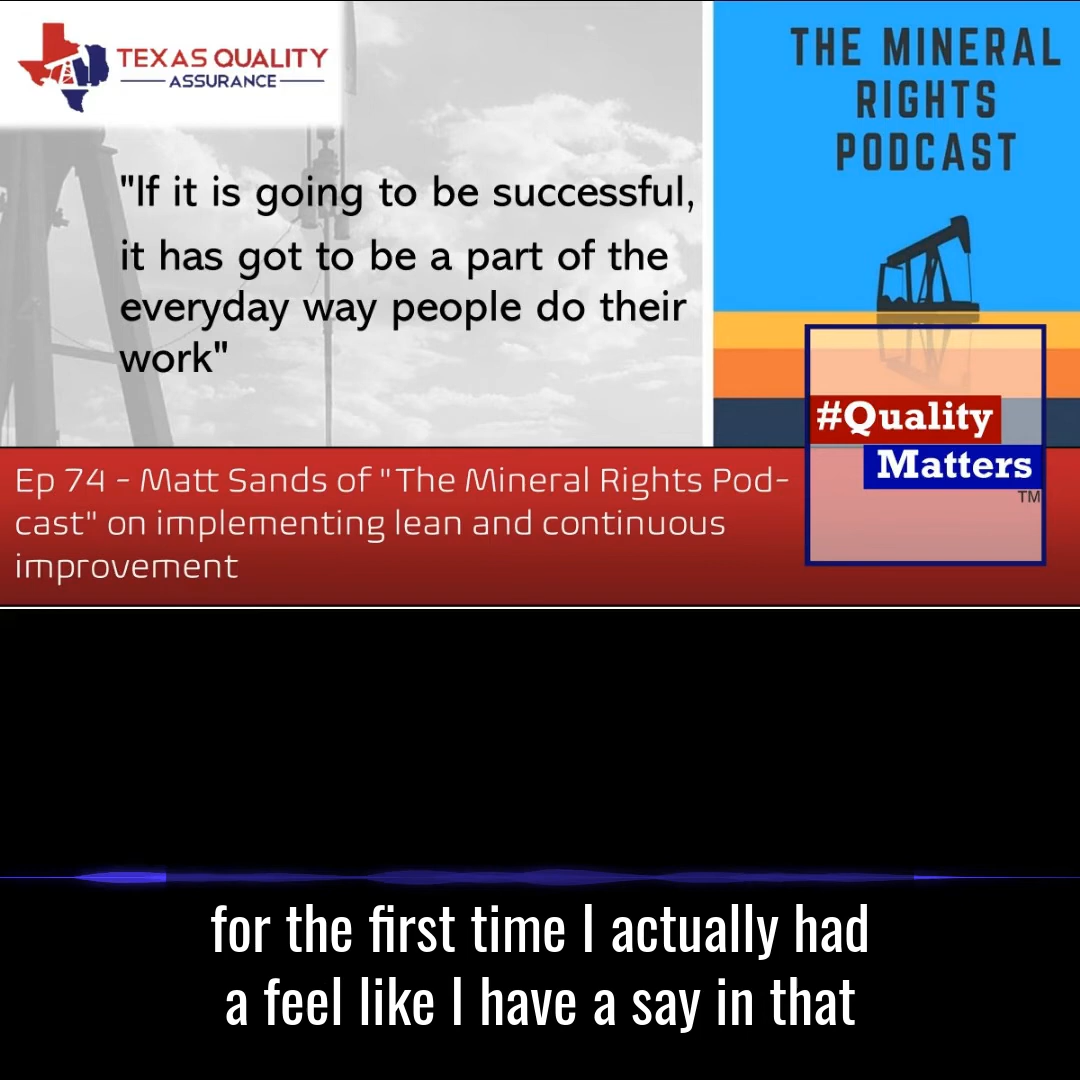 TEXAS QUALITY
ASSURANCE
THE MINERAL
RIGHTS
PODCAST
"If it is going to be successful,
it has got to be a part of the
everyday way people do their
work"
#Quality
Matters
TM
Ep 74 - Matt Sands of "The Mineral Rights Pod-
cast" on implementing lean and continuous
improvement
for the first time I actually had
a feel like I have a say in that